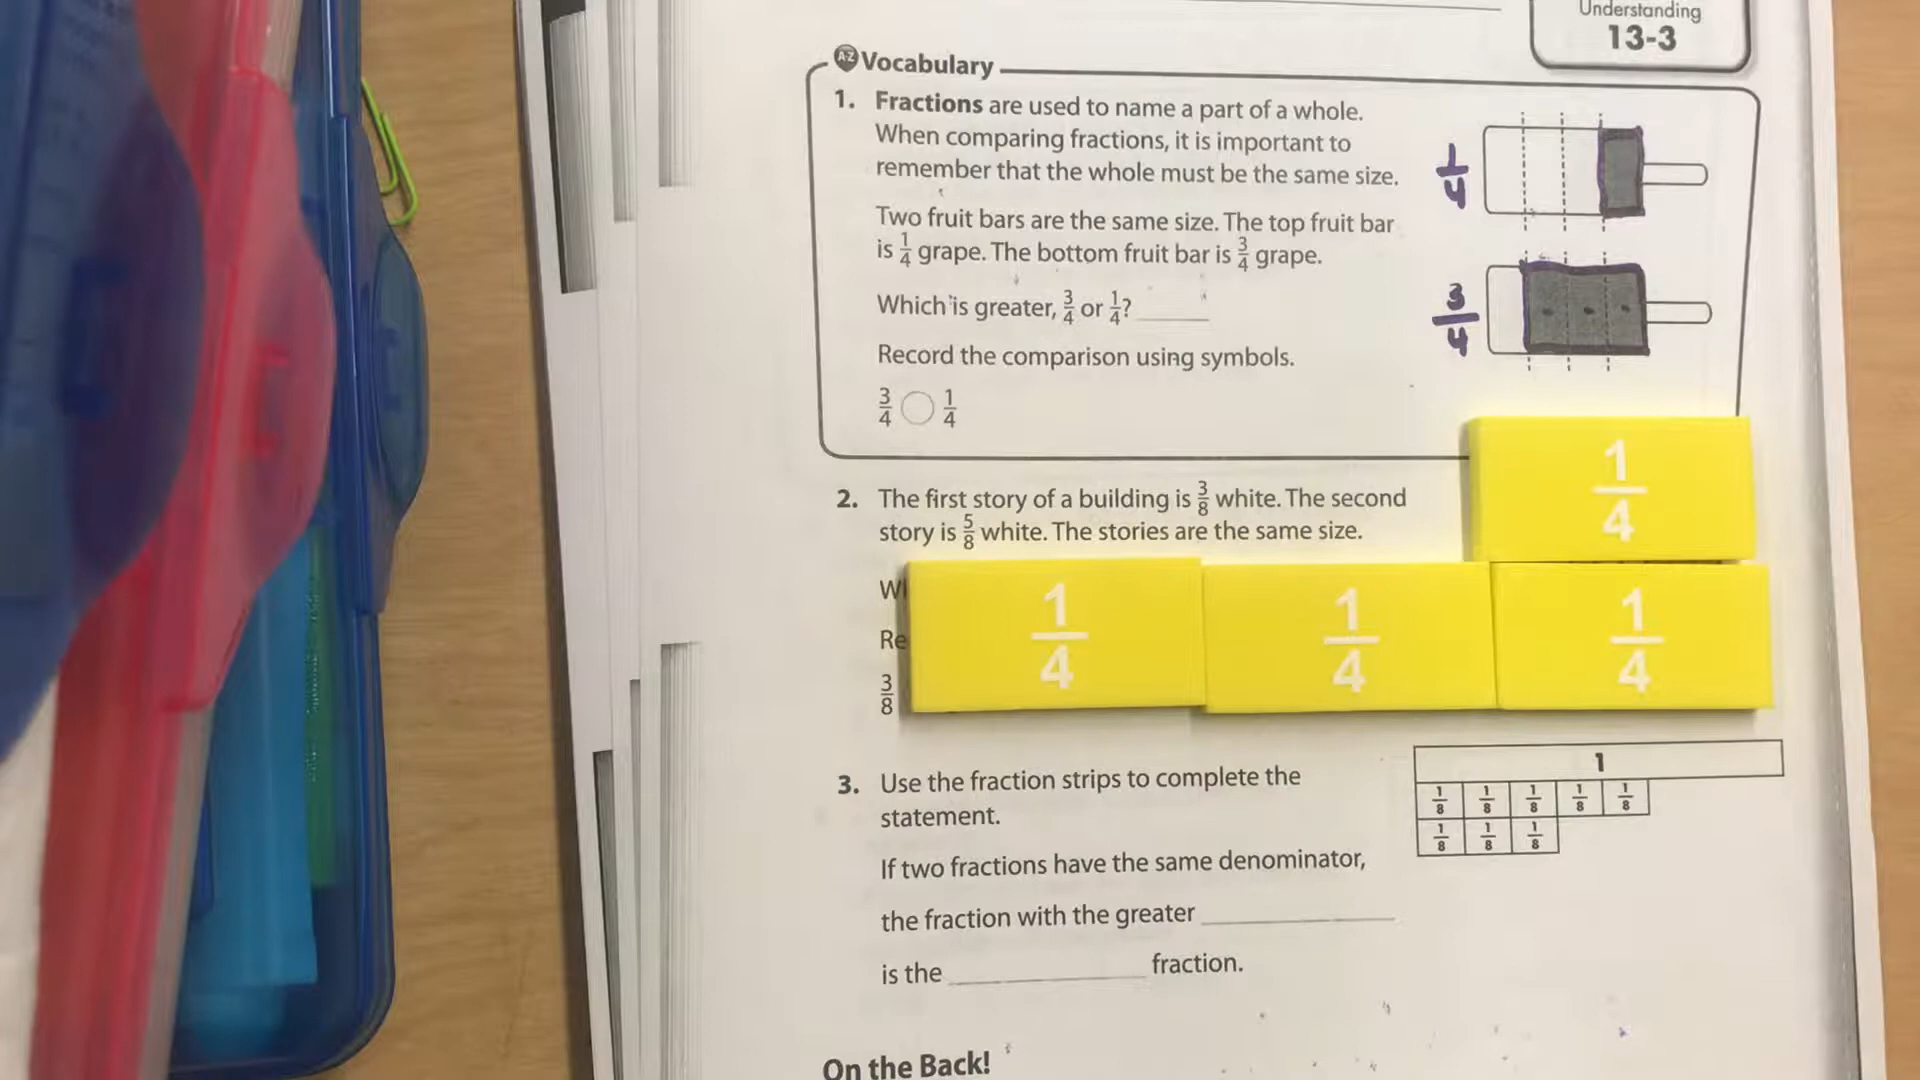 Understanding
13-3
AZ Vocabulary
1. Fractions are used to name a part of a whole.
When comparing fractions, it is important to
remember that the whole must be the same size.
Two fruit bars are the same size. The top fruit bar
is 1/4 grape. The bottom fruit bar is 3/4 grape.
Which is greater, 3/4 or 1/4? ______
Record the comparison using symbols.
3/4 ○ 1/4
1/4
3/4
2. The first story of a building is 3/8 white. The second
story is 5/8 white. The stories are the same size.
Re
3/8
1/4
1/4 1/4 1/4
3. Use the fraction strips to complete the
statement.
If two fractions have the same denominator,
the fraction with the greater ______
is the ______ fraction.
1
1/8 1/8 1/8 1/8 1/8
1/8 1/8 1/8
On the Back!